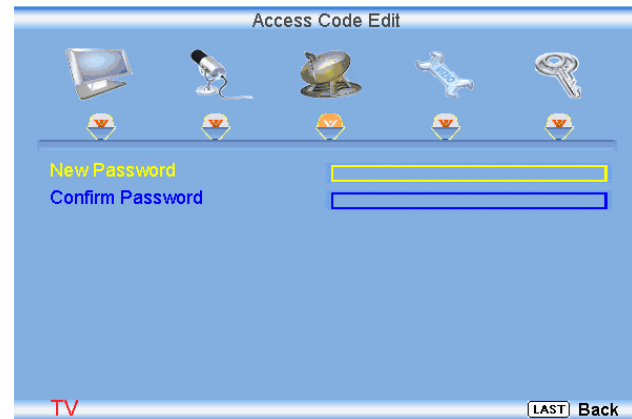 Access Code Edit
New Password
Confirm Password
TV
LAST Back